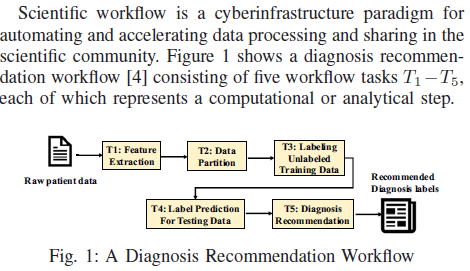 Scientific workflow is a cyberinfrastructure paradigm for
automating and accelerating data processing and sharing in the
scientific community. Figure 1 shows a diagnosis recommen-
dation workflow [4] consisting of five workflow tasks T₁−T₅,
each of which represents a computational or analytical step.
Raw patient data
T1: Feature
Extraction
T2: Data
Partition
T3: Labeling
Unlabeled
Training Data
T4: Label Prediction
For Testing Data
T5: Diagnosis
Recommendation
Recommended
Diagnosis labels
Fig. 1: A Diagnosis Recommendation Workflow